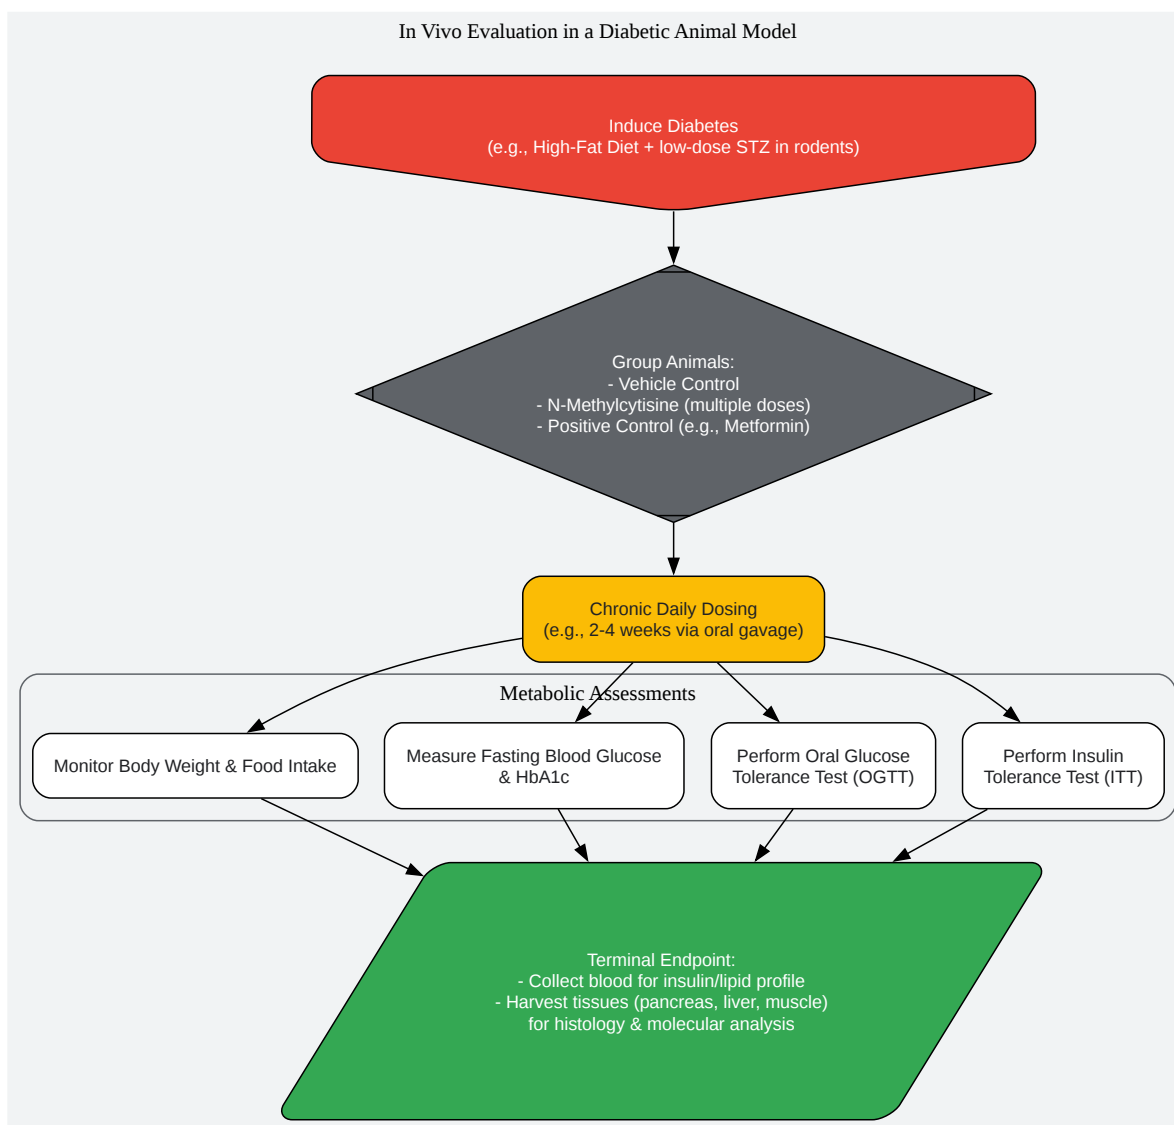 In Vivo Evaluation in a Diabetic Animal Model
Induce Diabetes
(e.g., High-Fat Diet + low-dose STZ in rodents)
Group Animals:
- Vehicle Control
- N-Methylcytisine (multiple doses)
- Positive Control (e.g., Metformin)
Chronic Daily Dosing
(e.g., 2-4 weeks via oral gavage)
Metabolic Assessments
Monitor Body Weight & Food Intake
Measure Fasting Blood Glucose
& HbA1c
Perform Oral Glucose
Tolerance Test (OGTT)
Perform Insulin
Tolerance Test (ITT)
Terminal Endpoint:
- Collect blood for insulin/lipid profile
- Harvest tissues (pancreas, liver, muscle)
for histology & molecular analysis